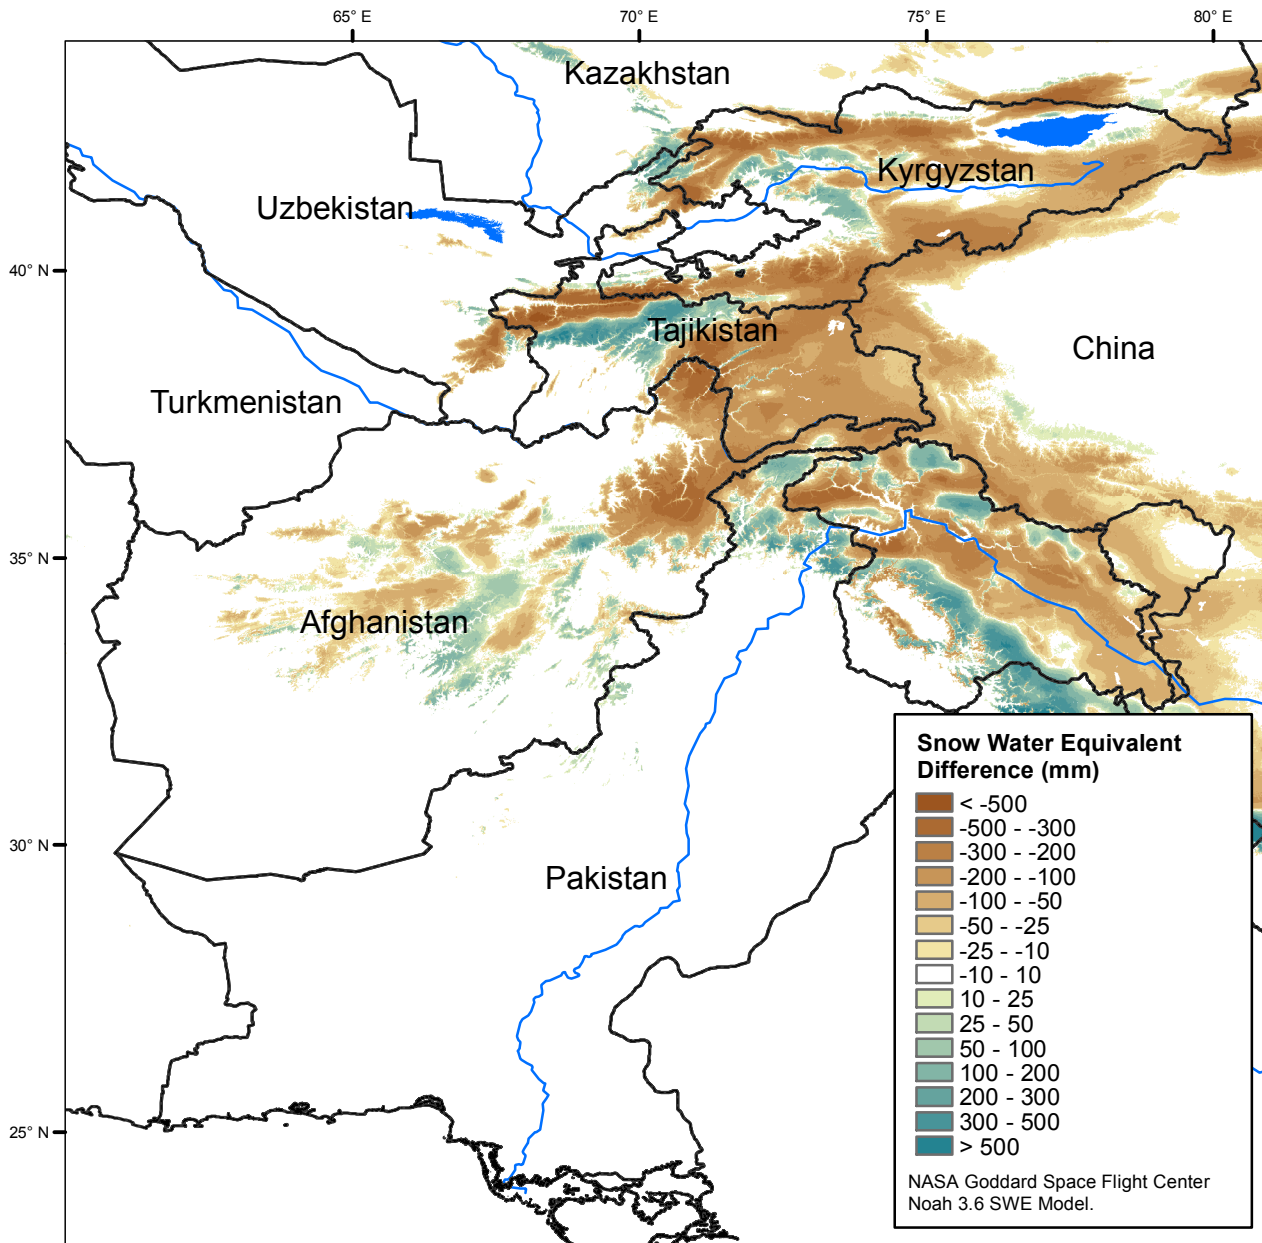 65° E
70° E
75° E
80° E
Kazakhstan
Kyrgyzstan
Uzbekistan
40° N
Tajikistan
China
Turkmenistan
35° N
Afghanistan
Snow Water Equivalent
Difference (mm)
< -500
-500 - -300
-300 - -200
-200 - -100
-100 - -50
-50 - -25
-25 - -10
-10 - 10
10 - 25
25 - 50
50 - 100
100 - 200
200 - 300
300 - 500
> 500
NASA Goddard Space Flight Center
Noah 3.6 SWE Model.
30° N
Pakistan
25° N